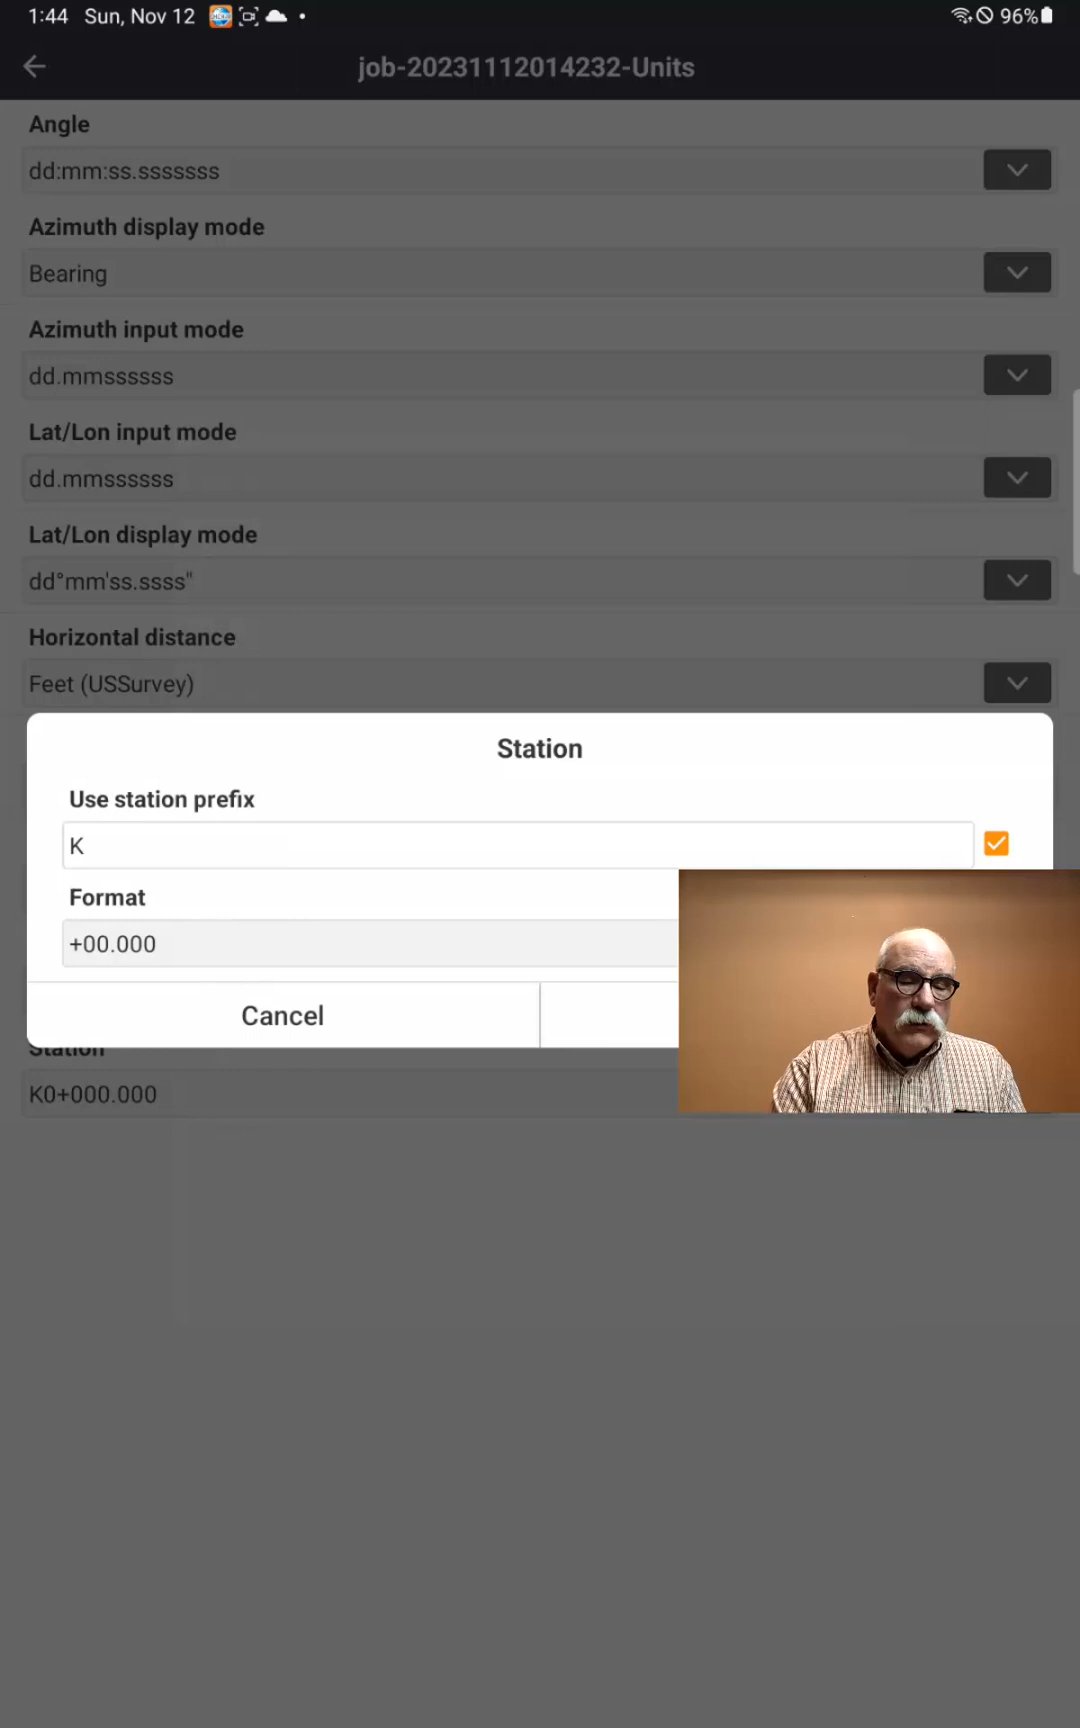 1:44 Sun, Nov 12
96%
job-20231112014232-Units
Angle
dd:mm:ss.sssssss
Azimuth display mode
Bearing
Azimuth input mode
dd.mmssssss
Lat/Lon input mode
dd.mmssssss
Lat/Lon display mode
dd°mm'ss.ssss"
Horizontal distance
Feet (USSurvey)
Station
Use station prefix
K
Format
+00.000
Cancel
Station
K0+000.000